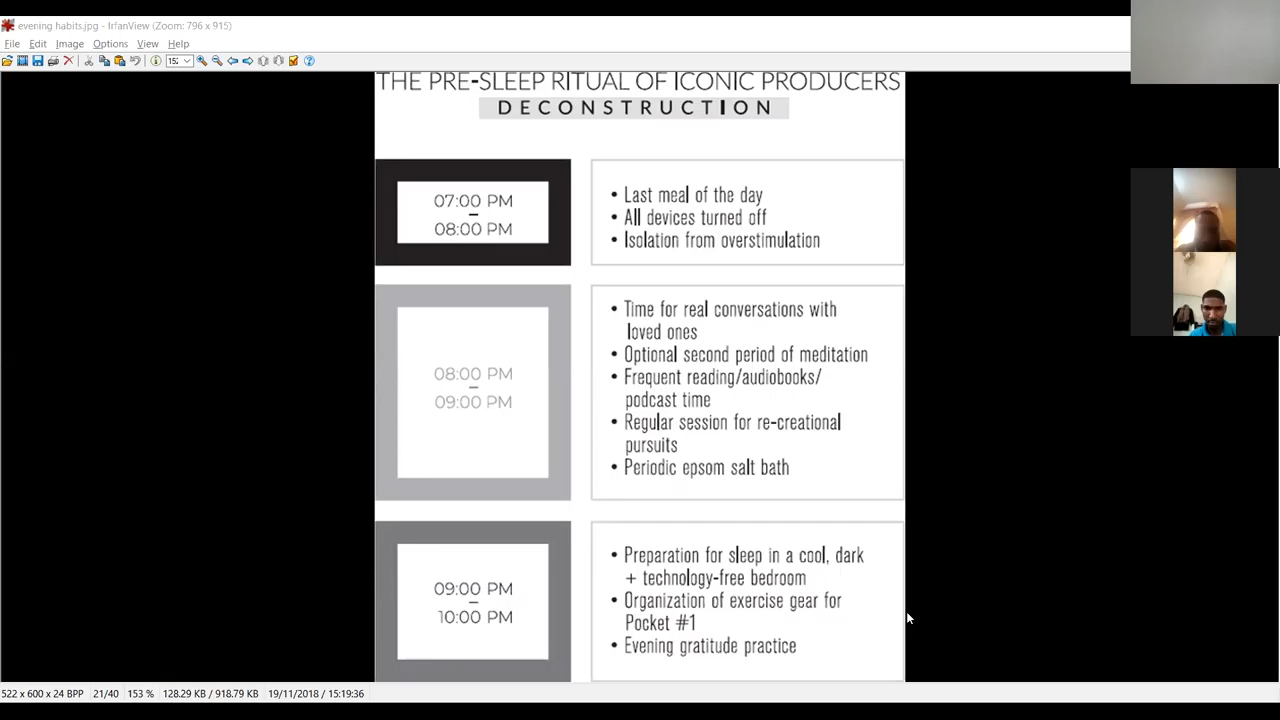 evening habits.jpg - IrfanView (Zoom: 796 x 915)
File Edit Image Options View Help
THE PRE-SLEEP RITUAL OF ICONIC PRODUCERS
DECONSTRUCTION
07:00 PM
–
08:00 PM
• Last meal of the day
• All devices turned off
• Isolation from overstimulation
08:00 PM
–
09:00 PM
• Time for real conversations with
loved ones
• Optional second period of meditation
• Frequent reading/audiobooks/
podcast time
• Regular session for re-creational
pursuits
• Periodic epsom salt bath
09:00 PM
–
10:00 PM
• Preparation for sleep in a cool, dark
+ technology-free bedroom
• Organization of exercise gear for
Pocket #1
• Evening gratitude practice
522 x 600 x 24 BPP 21/40 153 % 128.29 KB / 918.79 KB 19/11/2018 / 15:19:36